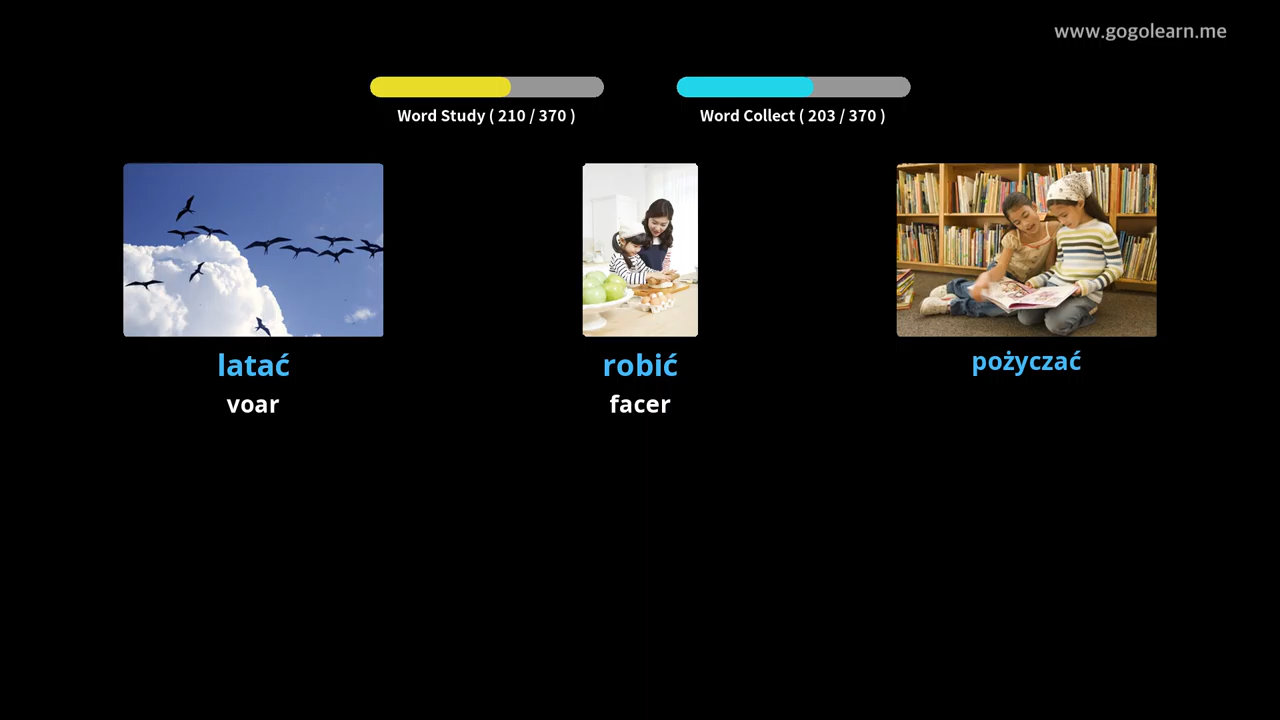 www.gogolearn.me
Word Study ( 210 / 370 )
Word Collect ( 203 / 370 )
latać
robić
pożyczać
voar
facer